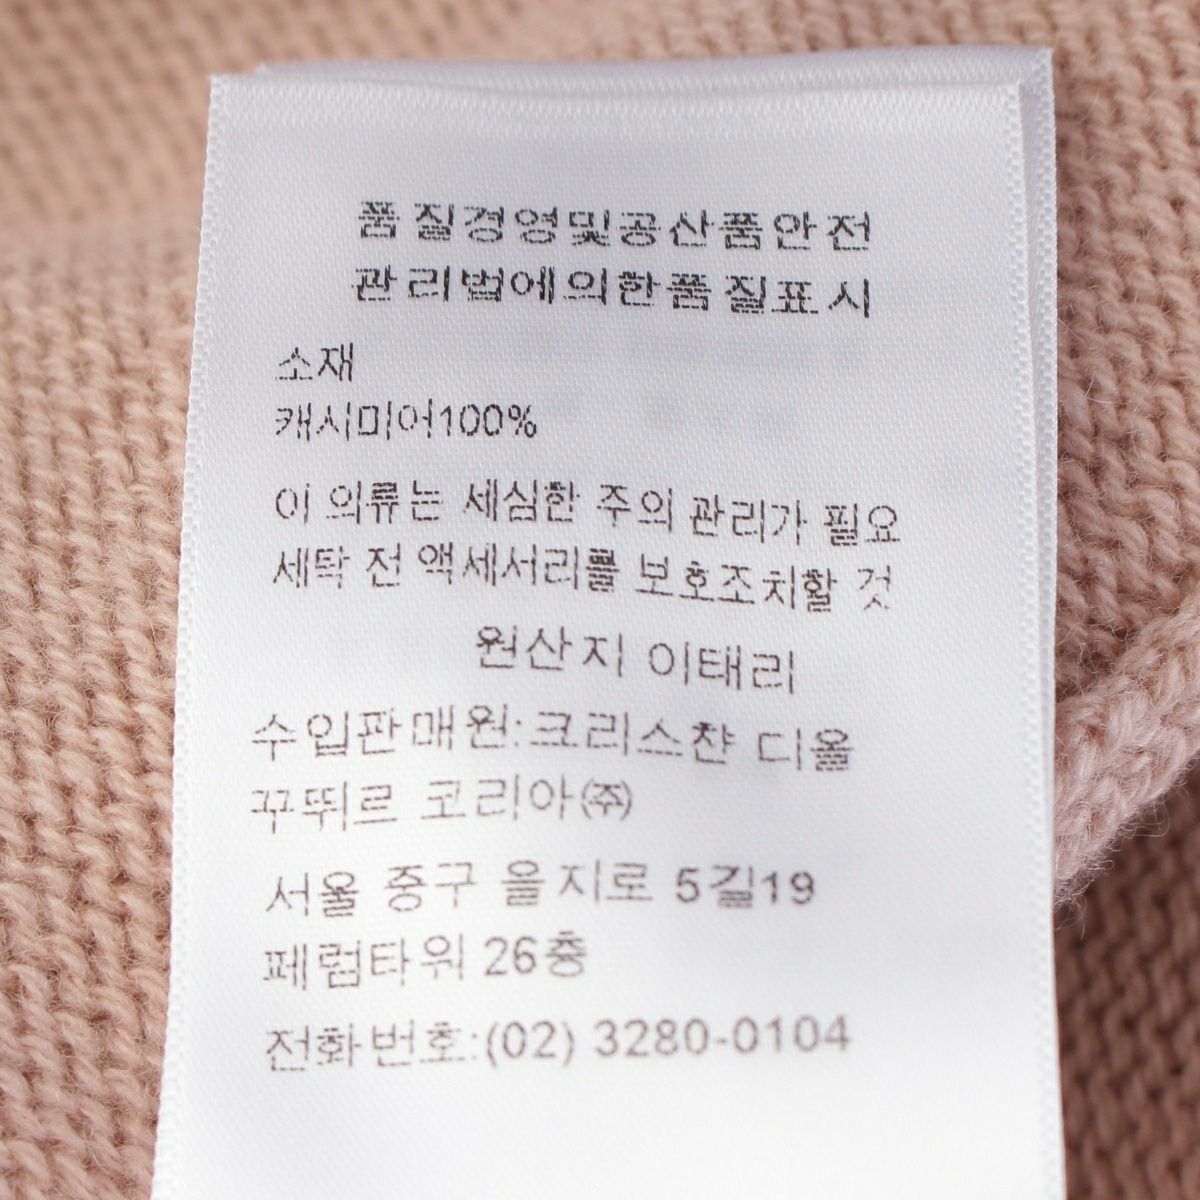 품질경영및공산품안전
관리법에의한품질표시
소재
캐시미어100%
이 의류는 세심한 주의 관리가 필요
세탁 전 액세서리를 보호조치할 것
원산지 이태리
수입판매원:크리스챤 디올
꾸뛰르 코리아㈜
서울 중구 을지로 5길19
페럼타워 26층
전화번호:(02) 3280-0104